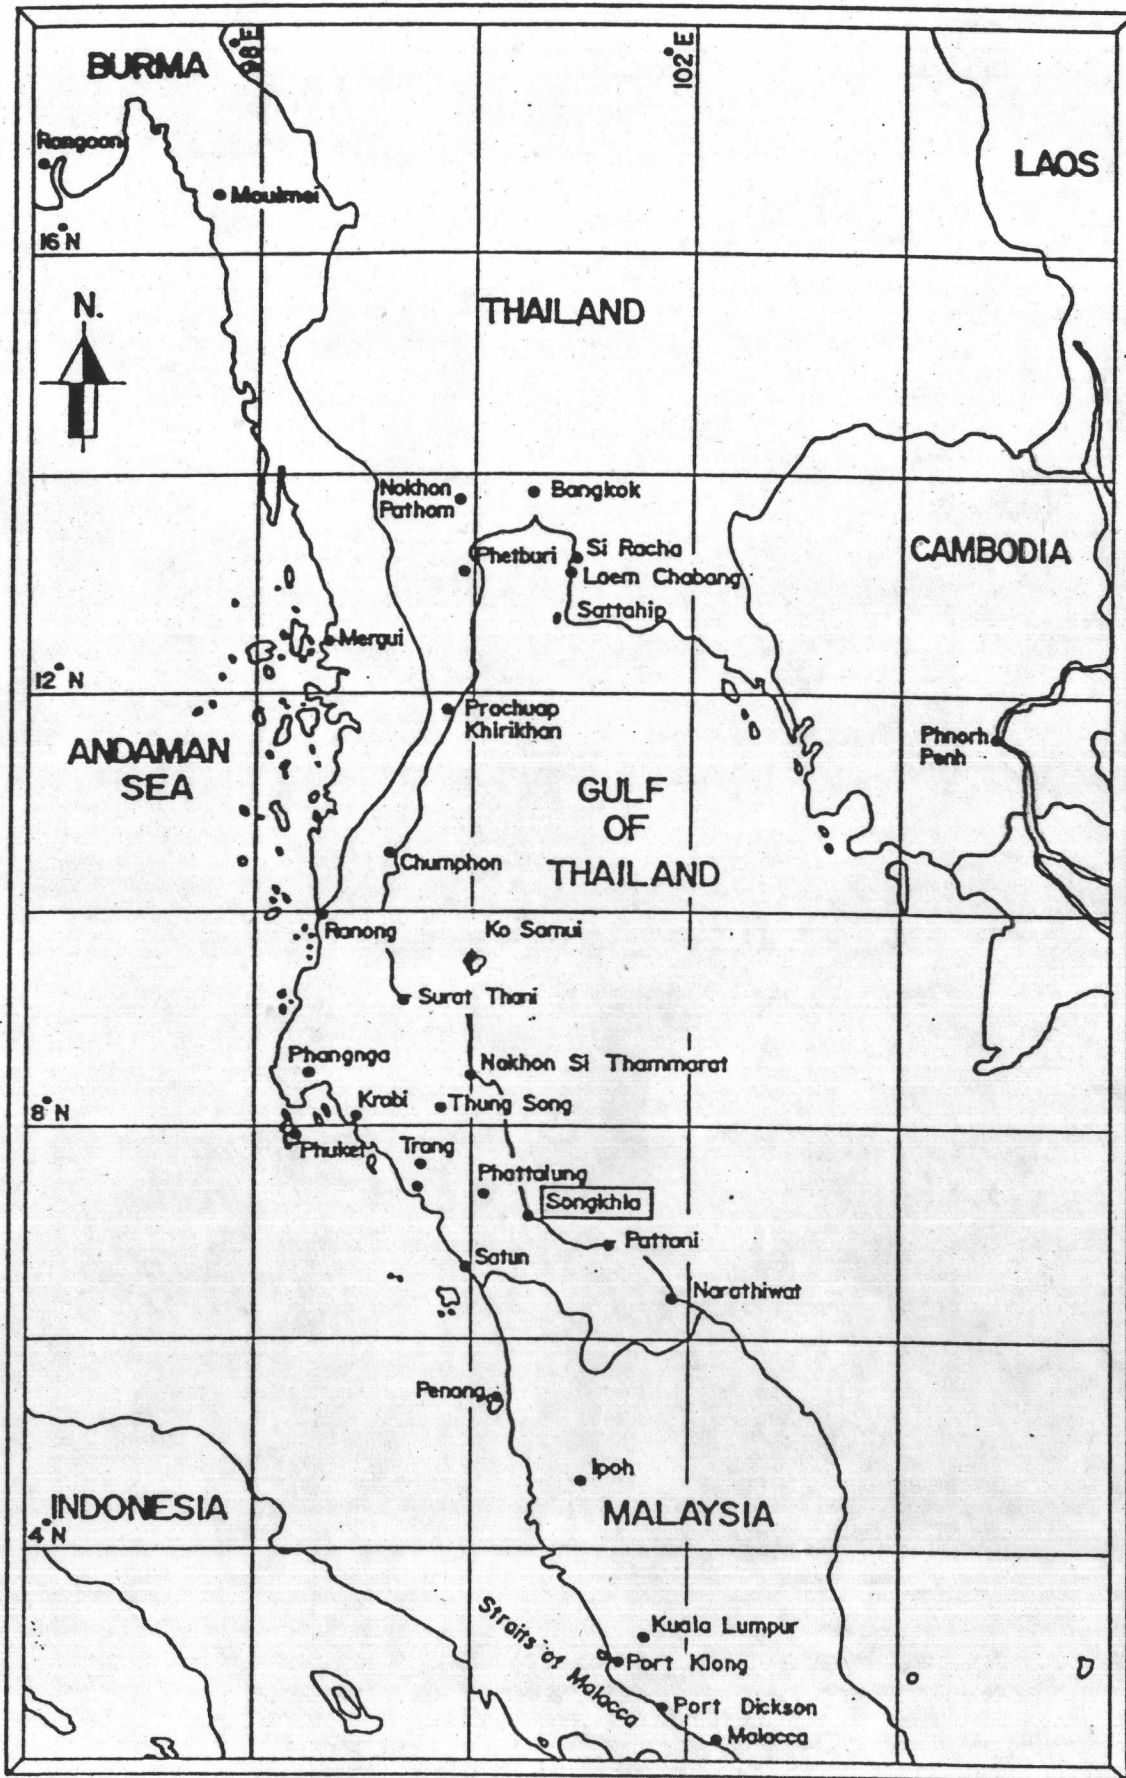 98°E
102°E
BURMA
Rangoon
LAOS
Moulmei
16°N
N.
THAILAND
Nakhon
Pathom
Bangkok
Phetburi
Si Racha
Laem Chabang
CAMBODIA
Sattahip
Mergui
12°N
Prachuap
Khirikhan
Phnorh
Penh
ANDAMAN
SEA
GULF
OF
THAILAND
Chumphon
Ranong
Ko Samui
Surat Thani
Phangnga
Nakhon Si Thammarat
8°N
Krabi
Thung Song
Phuket
Trang
Phattalung
Songkhla
Pattani
Satun
Narathiwat
Penang
Ipoh
INDONESIA
MALAYSIA
4°N
Straits of Malacca
Kuala Lumpur
Port Klong
Port Dickson
Malacca